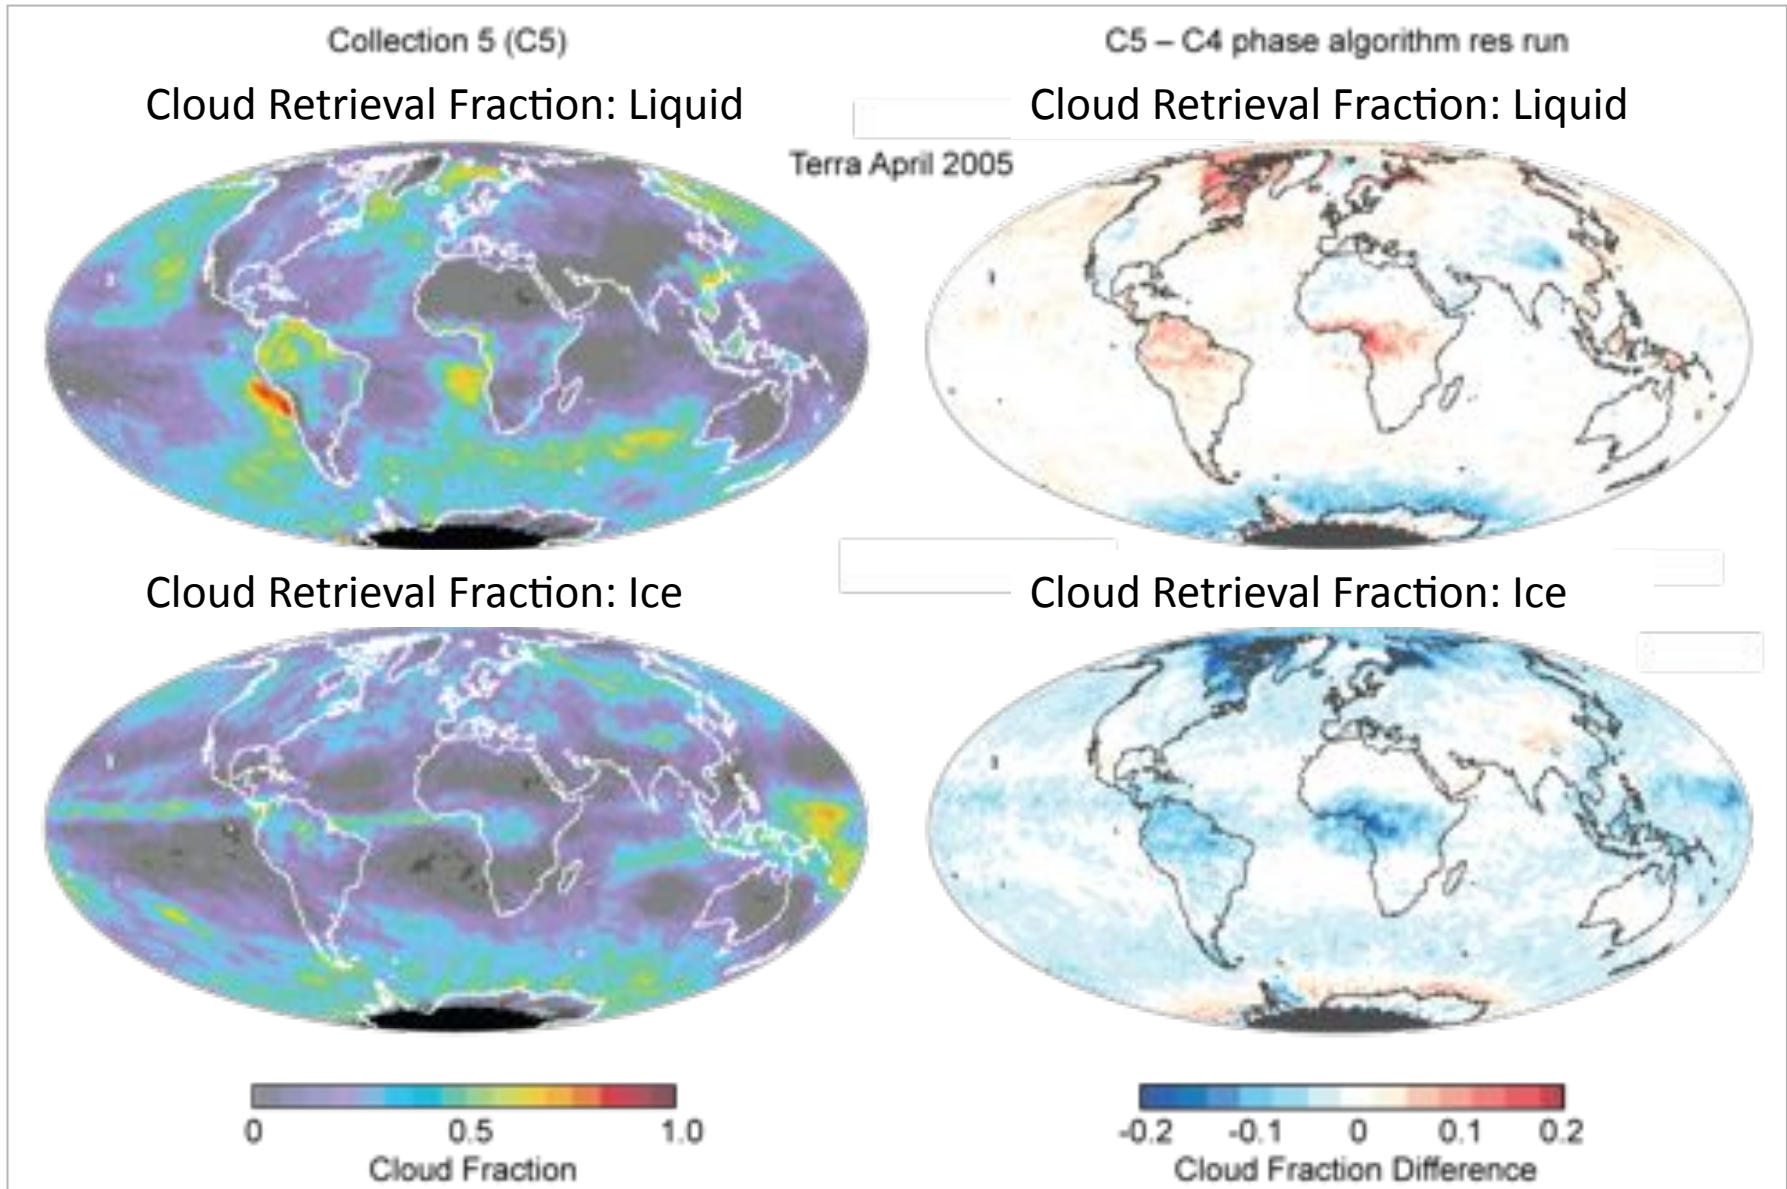 Collection 5 (C5)
C5 – C4 phase algorithm res run
Cloud Retrieval Fraction: Liquid
Cloud Retrieval Fraction: Liquid
Terra April 2005
Cloud Retrieval Fraction: Ice
Cloud Retrieval Fraction: Ice
0 0.5 1.0
Cloud Fraction
-0.2 -0.1 0 0.1 0.2
Cloud Fraction Difference